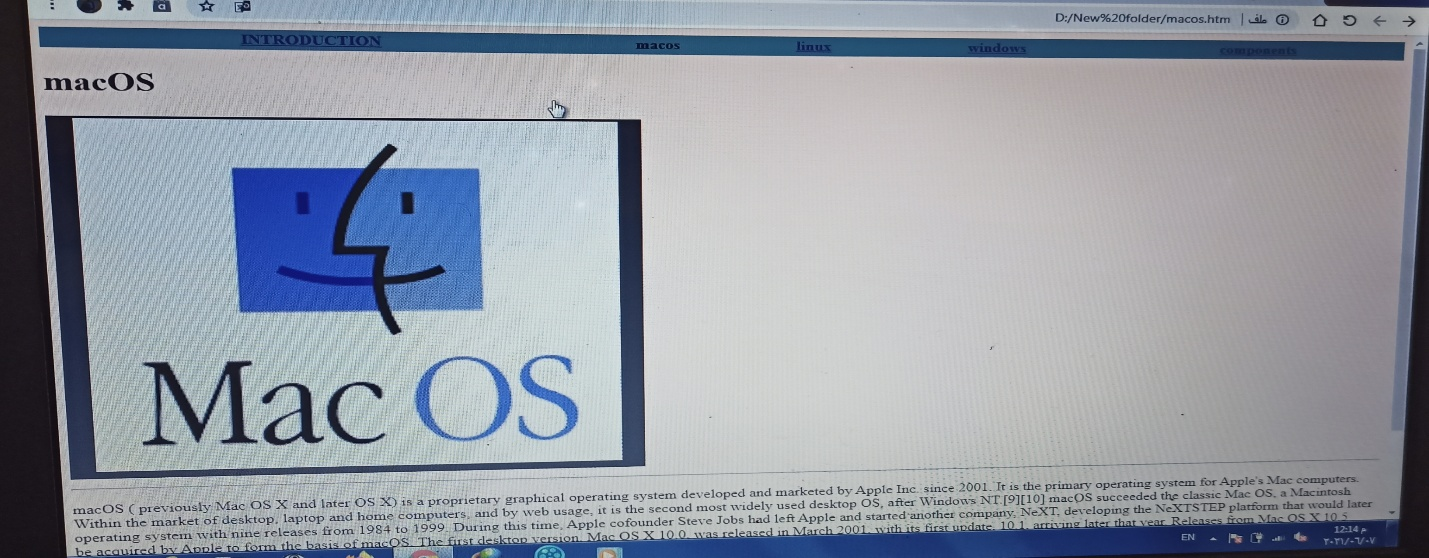 D:/New%20folder/macos.htm | ملف
INTRODUCTION macos linux windows components
macOS
Mac OS
macOS ( previously Mac OS X and later OS X) is a proprietary graphical operating system developed and marketed by Apple Inc. since 2001. It is the primary operating system for Apple's Mac computers.
Within the market of desktop, laptop and home computers, and by web usage, it is the second most widely used desktop OS, after Windows NT.[9][10] macOS succeeded the classic Mac OS, a Macintosh
operating system with nine releases from 1984 to 1999. During this time, Apple cofounder Steve Jobs had left Apple and started another company, NeXT, developing the NeXTSTEP platform that would later
be acquired by Apple to form the basis of macOS. The first desktop version, Mac OS X 10.0, was released in March 2001, with its first update, 10.1, arriving later that year. Releases from Mac OS X 10.5
EN
12:14 م
٢٠٢١/٠٦/٠٧